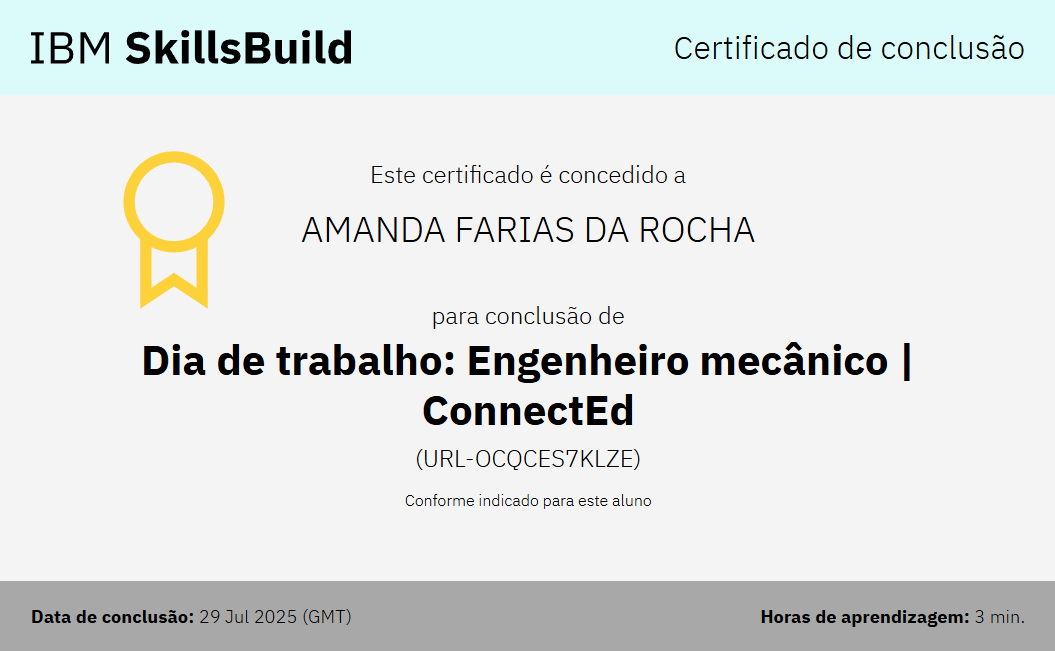 IBM SkillsBuild
Certificado de conclusão
Este certificado é concedido a
AMANDA FARIAS DA ROCHA
para conclusão de
Dia de trabalho: Engenheiro mecânico |
ConnectEd
(URL-OCQCES7KLZE)
Conforme indicado para este aluno
Data de conclusão: 29 Jul 2025 (GMT)
Horas de aprendizagem: 3 min.